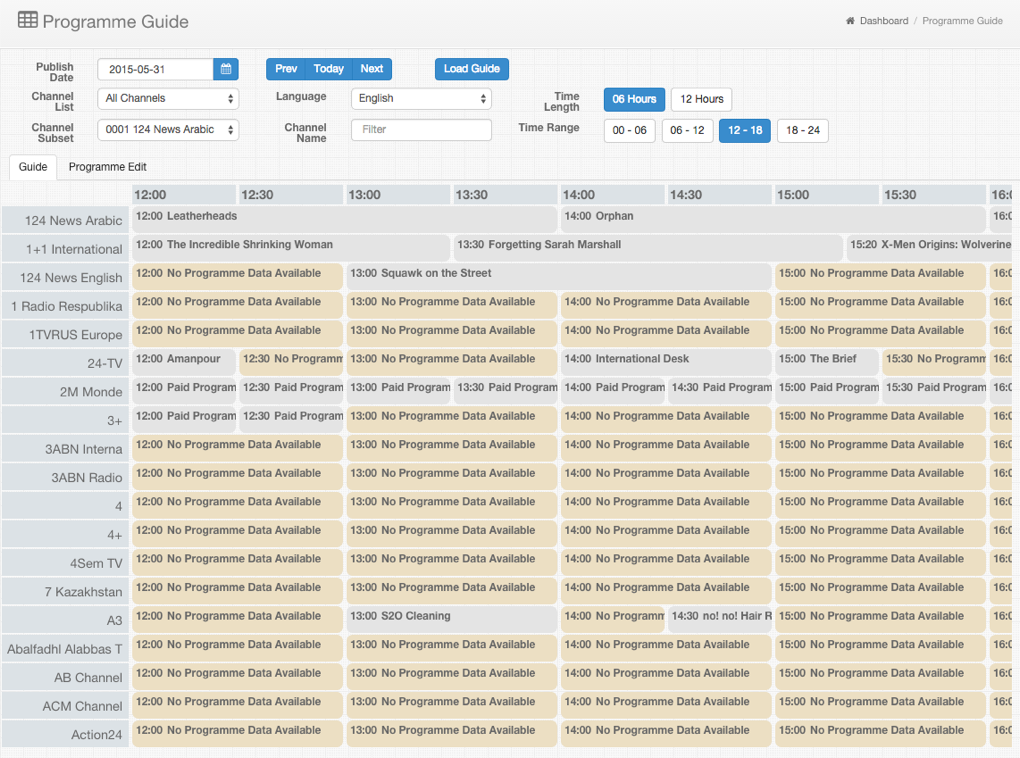 Programme Guide
Dashboard / Programme Guide
Publish Date 2015-05-31 Prev Today Next Load Guide
Channel List All Channels Language English Time Length 06 Hours 12 Hours
Channel Subset 0001 124 News Arabic Channel Name Filter Time Range 00 - 06 06 - 12 12 - 18 18 - 24
Guide Programme Edit
12:00 12:30 13:00 13:30 14:00 14:30 15:00 15:30 16:0
124 News Arabic 12:00 Leatherheads 14:00 Orphan 16:0
1+1 International 12:00 The Incredible Shrinking Woman 13:30 Forgetting Sarah Marshall 15:20 X-Men Origins: Wolverine
124 News English 12:00 No Programme Data Available 13:00 Squawk on the Street 15:00 No Programme Data Available 16:0
1 Radio Respublika 12:00 No Programme Data Available 13:00 No Programme Data Available 14:00 No Programme Data Available 15:00 No Programme Data Available 16:0
1TVRUS Europe 12:00 No Programme Data Available 13:00 No Programme Data Available 14:00 No Programme Data Available 15:00 No Programme Data Available 16:0
24-TV 12:00 Amanpour 12:30 No Programm 13:00 No Programme Data Available 14:00 International Desk 15:00 The Brief 15:30 No Programm 16:0
2M Monde 12:00 Paid Program 12:30 Paid Program 13:00 Paid Program 13:30 Paid Program 14:00 Paid Program 14:30 Paid Program 15:00 Paid Program 15:30 Paid Program 16:0
3+ 12:00 Paid Program 12:30 Paid Program 13:00 No Programme Data Available 14:00 No Programme Data Available 15:00 No Programme Data Available 16:0
3ABN Interna 12:00 No Programme Data Available 13:00 No Programme Data Available 14:00 No Programme Data Available 15:00 No Programme Data Available 16:0
3ABN Radio 12:00 No Programme Data Available 13:00 No Programme Data Available 14:00 No Programme Data Available 15:00 No Programme Data Available 16:0
4 12:00 No Programme Data Available 13:00 No Programme Data Available 14:00 No Programme Data Available 15:00 No Programme Data Available 16:0
4+ 12:00 No Programme Data Available 13:00 No Programme Data Available 14:00 No Programme Data Available 15:00 No Programme Data Available 16:0
4Sem TV 12:00 No Programme Data Available 13:00 No Programme Data Available 14:00 No Programme Data Available 15:00 No Programme Data Available 16:0
7 Kazakhstan 12:00 No Programme Data Available 13:00 No Programme Data Available 14:00 No Programme Data Available 15:00 No Programme Data Available 16:0
A3 12:00 No Programme Data Available 13:00 S2O Cleaning 14:00 No Programm 14:30 no! no! Hair R 15:00 No Programme Data Available 16:0
Abalfadhl Alabbas T 12:00 No Programme Data Available 13:00 No Programme Data Available 14:00 No Programme Data Available 15:00 No Programme Data Available 16:0
AB Channel 12:00 No Programme Data Available 13:00 No Programme Data Available 14:00 No Programme Data Available 15:00 No Programme Data Available 16:0
ACM Channel 12:00 No Programme Data Available 13:00 No Programme Data Available 14:00 No Programme Data Available 15:00 No Programme Data Available 16:0
Action24 12:00 No Programme Data Available 13:00 No Programme Data Available 14:00 No Programme Data Available 15:00 No Programme Data Available 16:0